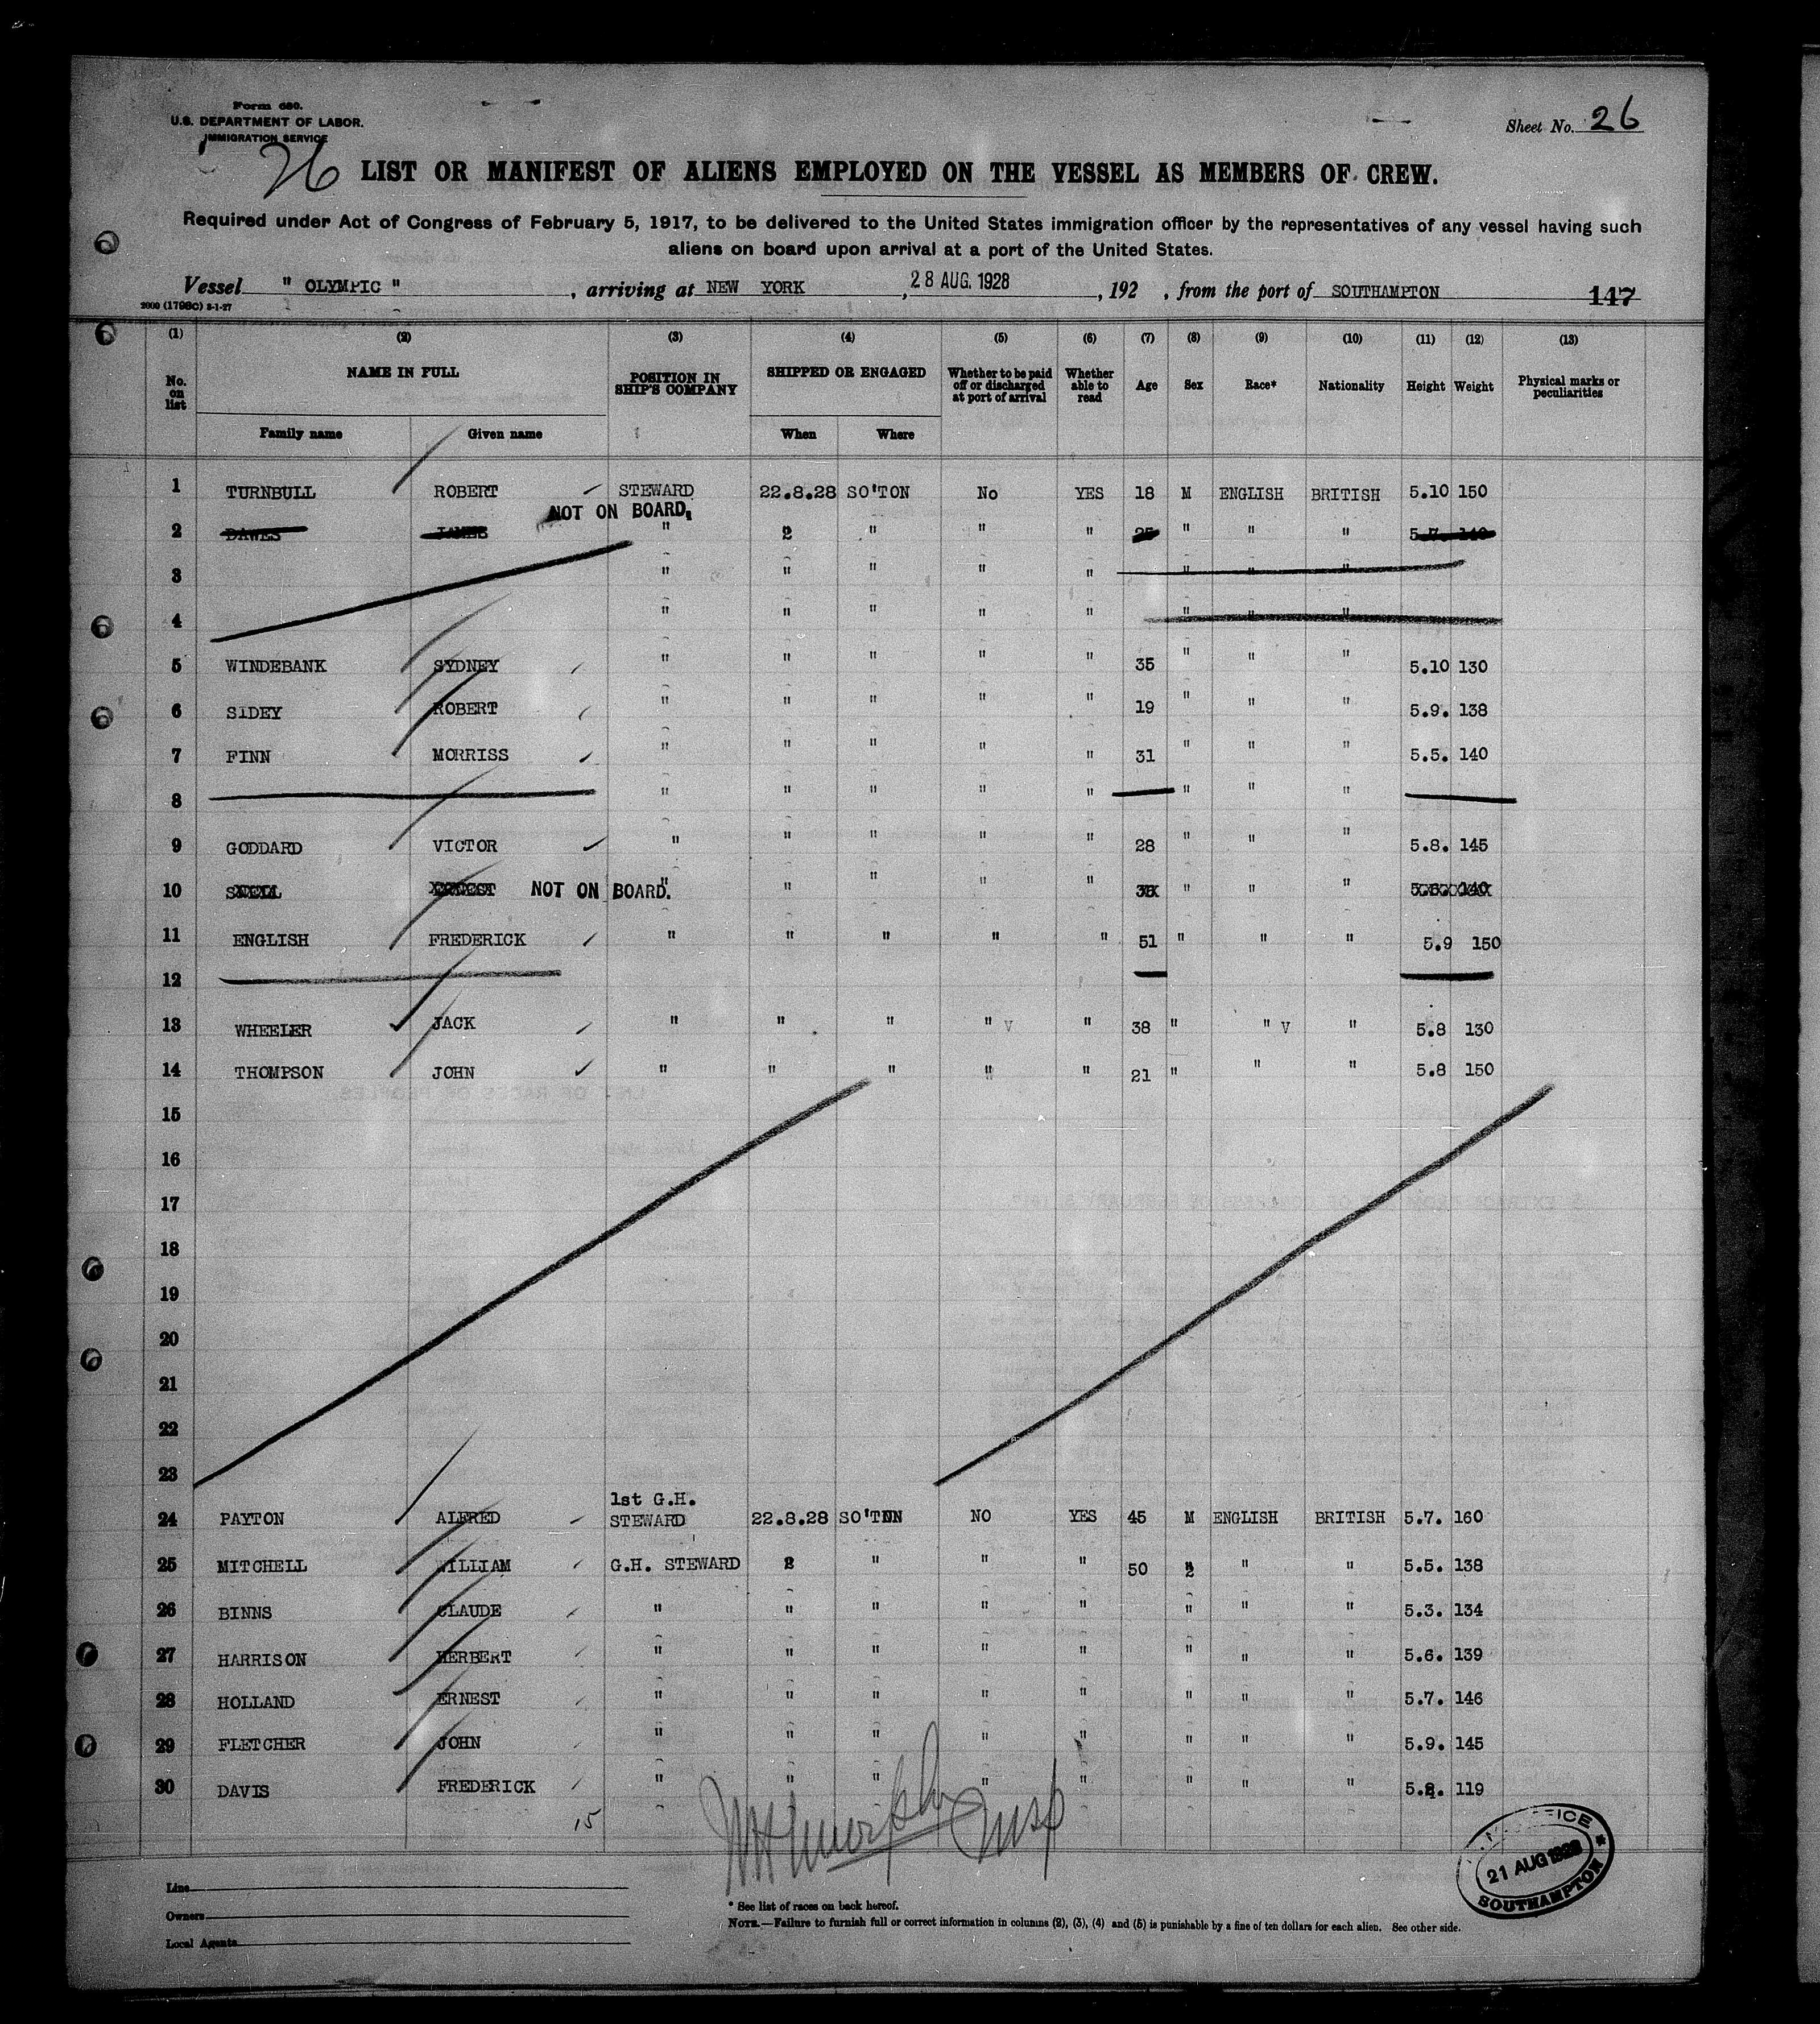 Form 680.
U.S. DEPARTMENT OF LABOR.
IMMIGRATION SERVICE
Sheet No. 26
26 LIST OR MANIFEST OF ALIENS EMPLOYED ON THE VESSEL AS MEMBERS OF CREW.
Required under Act of Congress of February 5, 1917, to be delivered to the United States immigration officer by the representatives of any vessel having such
aliens on board upon arrival at a port of the United States.
Vessel " OLYMPIC ", arriving at NEW YORK, 28 AUG. 1928, 192 , from the port of SOUTHAMPTON 147
2000 (1798C) 8-1-27
(1) (2) (3) (4) (5) (6) (7) (8) (9) (10) (11) (12) (13)
No. on list NAME IN FULL POSITION IN SHIP'S COMPANY SHIPPED OR ENGAGED Whether to be paid off or discharged at port of arrival Whether able to read Age Sex Race* Nationality Height Weight Physical marks or peculiarities
Family name Given name When Where
1 TURNBULL ROBERT STEWARD 22.8.28 SO'TON No YES 18 M ENGLISH BRITISH 5.10 150
NOT ON BOARD.
2 DAWES JAMES " " " " " " " " 5.7. 140
3 " " " " " " " "
4 " " " " " " " "
5 WINDEBANK SYDNEY " " " " " 35 " " " 5.10 130
6 SIDEY ROBERT " " " " " 19 " " " 5.9. 138
7 FINN MORRISS " " " " " 31 " " " 5.5. 140
8 " " " " " " " "
9 GODDARD VICTOR " " " " " 28 " " " 5.8. 145
10 ERNEST NOT ON BOARD. " " " " " " " " 140
11 ENGLISH FREDERICK " " " " " 51 " " " 5.9 150
12
13 WHEELER JACK " " " " V " 38 " " V " 5.8 130
14 THOMPSON JOHN " " " " " 21 " " " 5.8 150
15
16
17
18
19
20
21
22
23
24 PAYTON ALFRED 1st G.H. STEWARD 22.8.28 SO'TON NO YES 45 M ENGLISH BRITISH 5.7. 160
25 MITCHELL WILLIAM G.H. STEWARD " " " " 50 " " " 5.5. 138
26 BINNS CLAUDE " " " " " " " " 5.3. 134
27 HARRISON HERBERT " " " " " " " " 5.6. 139
28 HOLLAND ERNEST " " " " " " " " 5.7. 146
29 FLETCHER JOHN " " " " " " " " 5.9. 145
30 DAVIS FREDERICK " " " " " " " " 119
15
Line
Owners
Local Agents
* See list of races on back hereof.
NOTE.—Failure to furnish full or correct information in columns (2), (3), (4) and (5) is punishable by a fine of ten dollars for each alien. See other side.
21 AUG 1928
SOUTHAMPTON